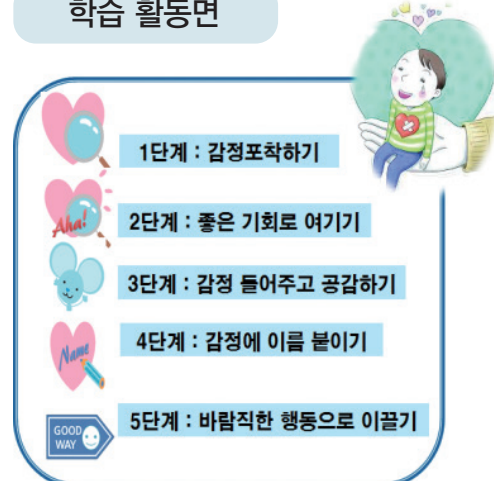 학습 활동면
1단계 : 감정포착하기
Aha!
2단계 : 좋은 기회로 여기기
3단계 : 감정 들어주고 공감하기
Name
4단계 : 감정에 이름 붙이기
GOOD
WAY
5단계 : 바람직한 행동으로 이끌기